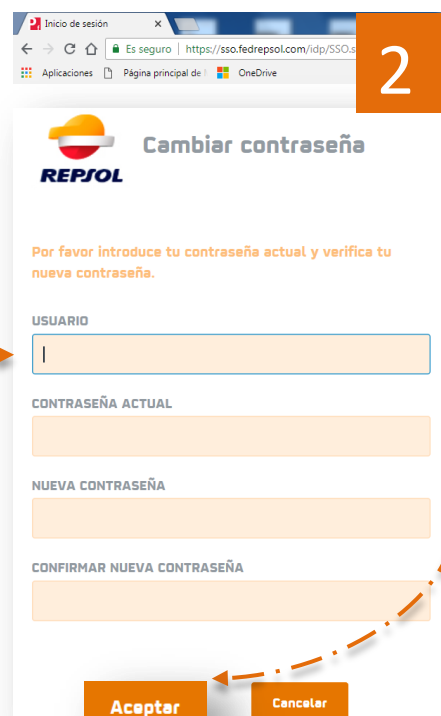 Inicio de sesión
Es seguro | https://sso.fedrepsol.com/idp/SSO.s
2
Aplicaciones Página principal de OneDrive
REPSOL
Cambiar contraseña
Por favor introduce tu contraseña actual y verifica tu
nueva contraseña.
USUARIO
CONTRASEÑA ACTUAL
NUEVA CONTRASEÑA
CONFIRMAR NUEVA CONTRASEÑA
Aceptar
Cancelar